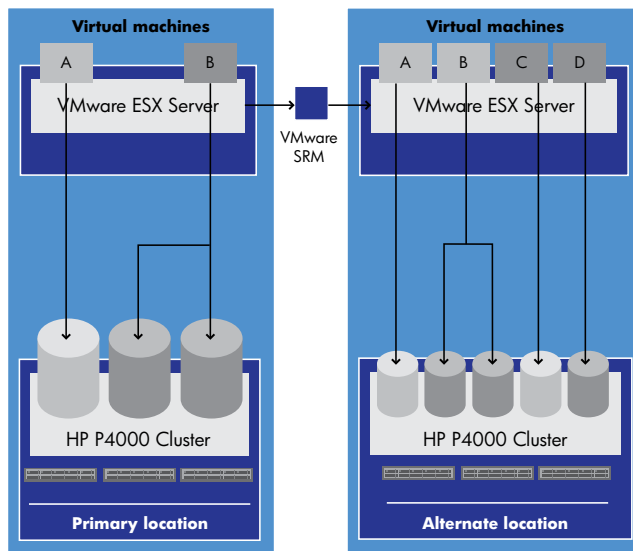 Virtual machines
A
B
VMware ESX Server
HP P4000 Cluster
Primary location
VMware
SRM
Virtual machines
A
B
C
D
VMware ESX Server
HP P4000 Cluster
Alternate location